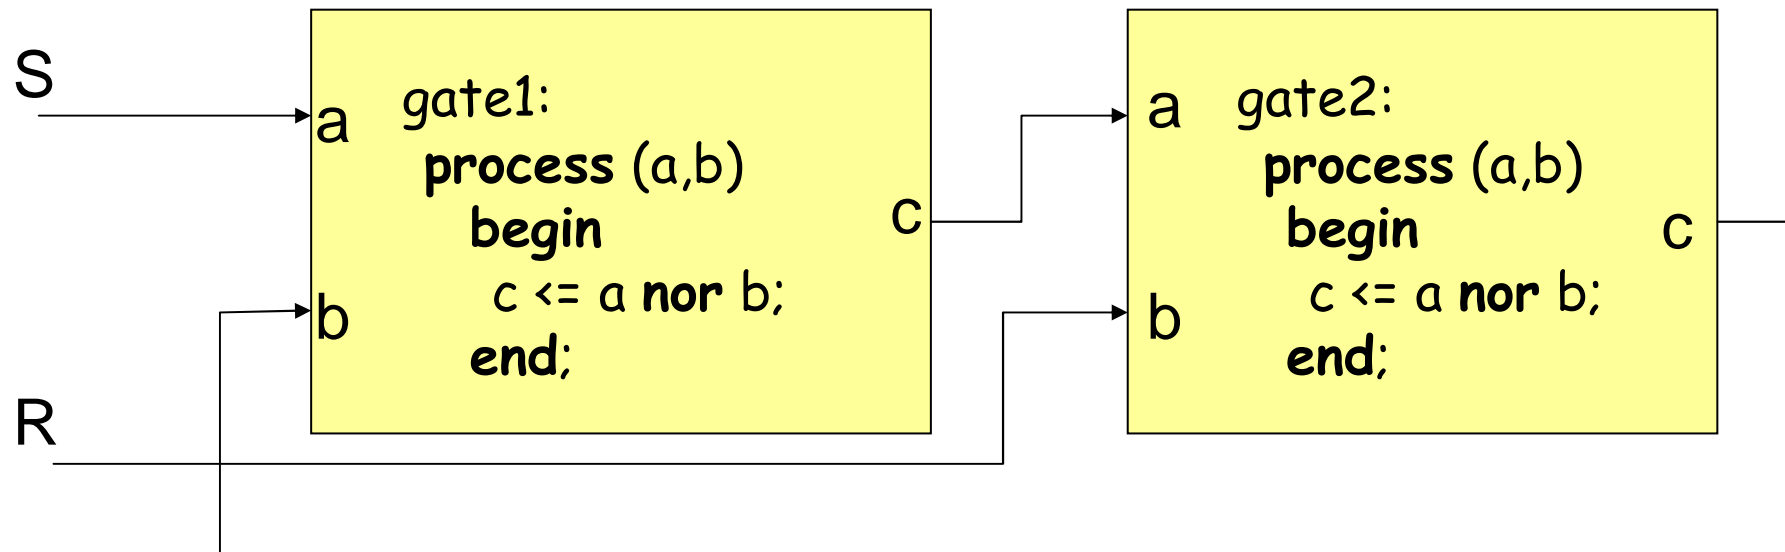 S
R
a
b
gate1:
process (a,b)
begin
c <= a nor b;
end;
c
a
b
gate2:
process (a,b)
begin
c <= a nor b;
end;
c